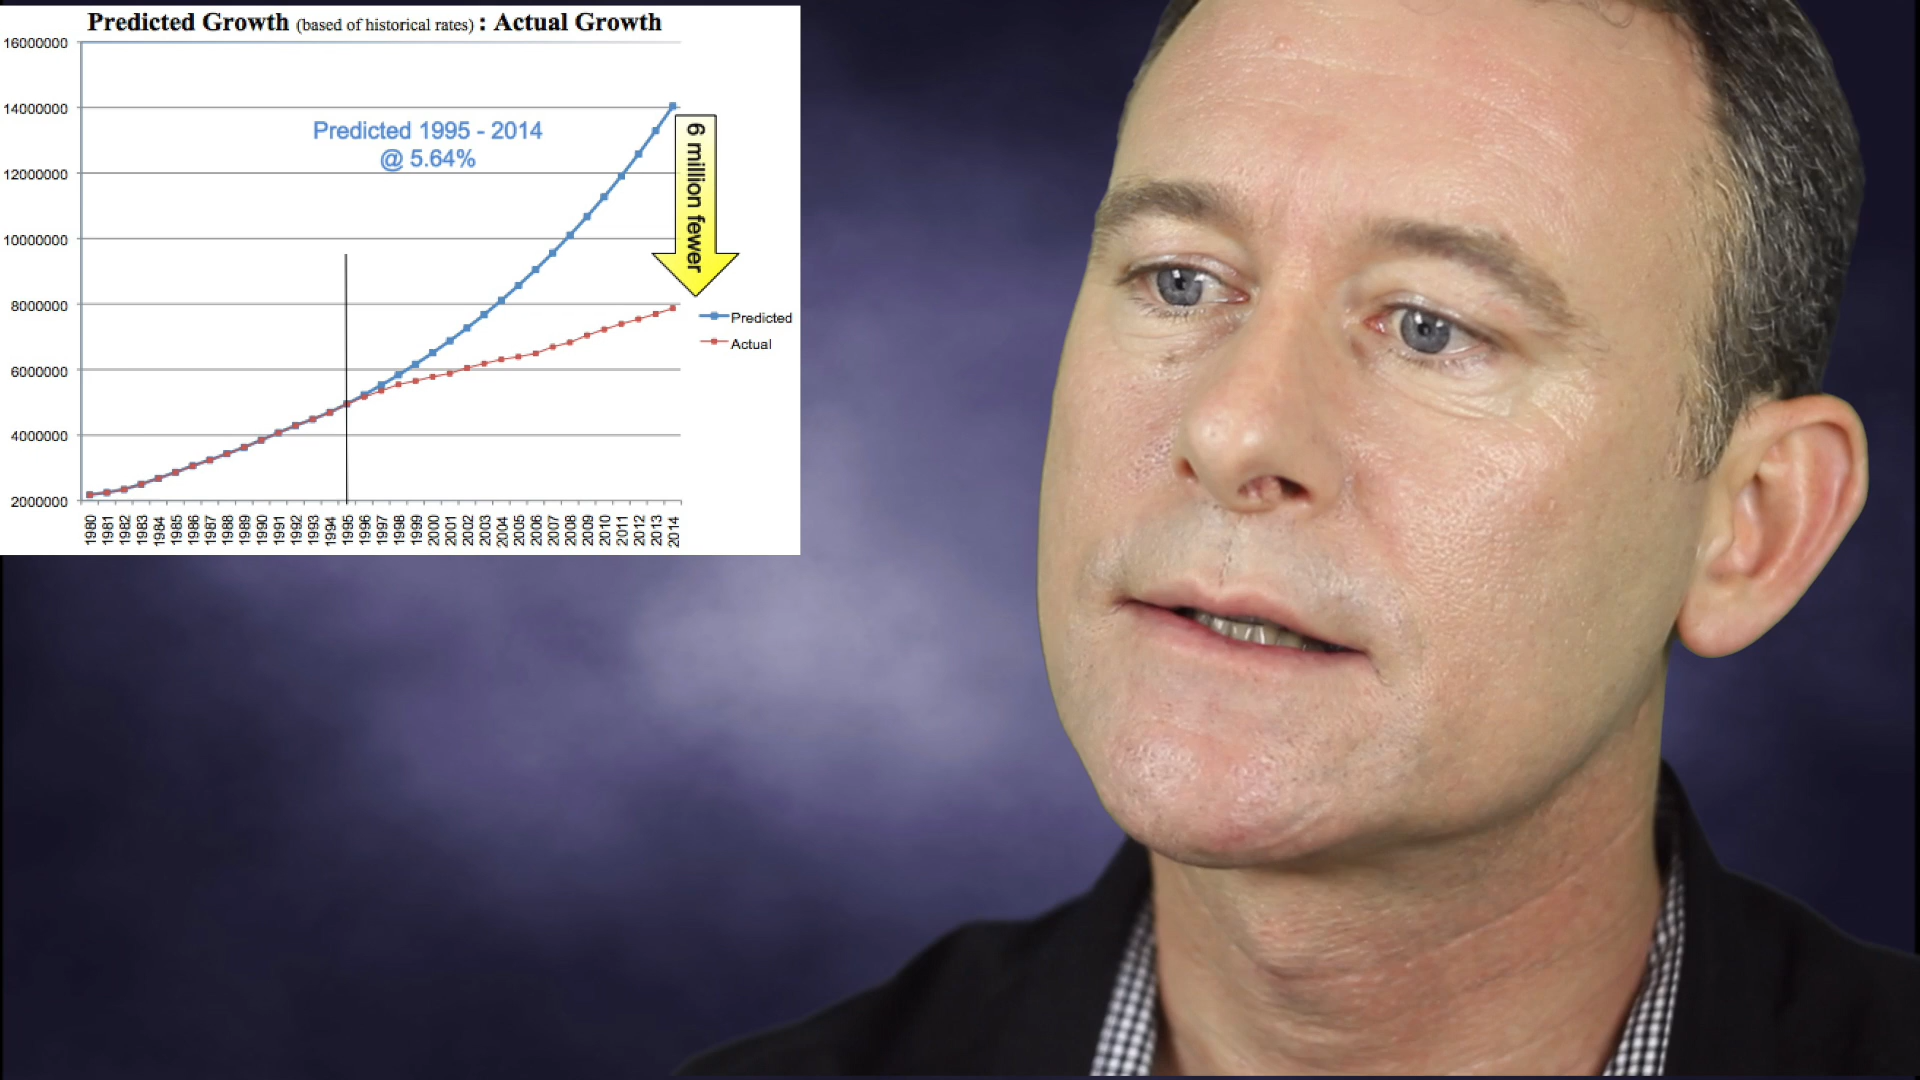 Predicted Growth (based of historical rates) : Actual Growth
16000000
14000000
12000000
10000000
8000000
6000000
4000000
2000000
Predicted 1995 - 2014
@ 5.64%
6 million fewer
Predicted
Actual
1980 1981 1982 1983 1984 1985 1986 1987 1988 1989 1990 1991 1992 1993 1994 1995 1996 1997 1998 1999 2000 2001 2002 2003 2004 2005 2006 2007 2008 2009 2010 2011 2012 2013 2014